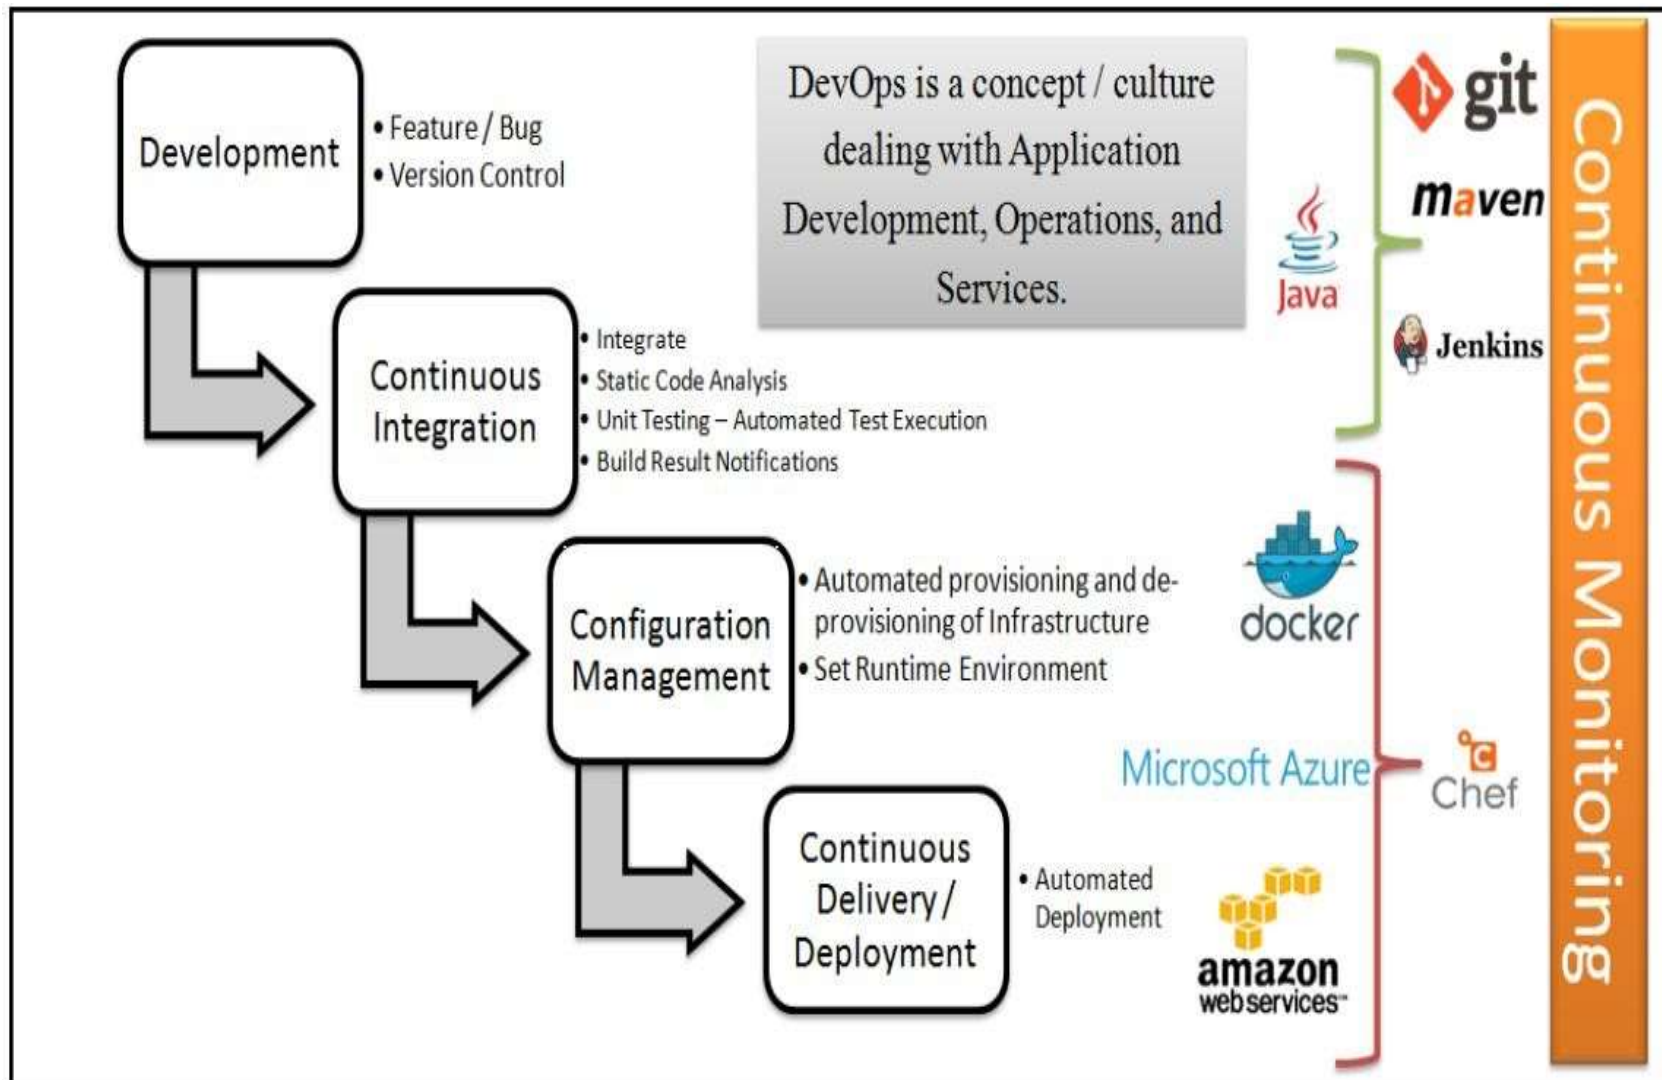 Development
• Feature / Bug
• Version Control
DevOps is a concept / culture
dealing with Application
Development, Operations, and
Services.
Java
git
maven
Jenkins
Continuous
Integration
• Integrate
• Static Code Analysis
• Unit Testing – Automated Test Execution
• Build Result Notifications
Configuration
Management
• Automated provisioning and de-
provisioning of Infrastructure
• Set Runtime Environment
docker
Microsoft Azure
Chef
Continuous
Delivery /
Deployment
• Automated
Deployment
amazon
webservices™
Continuous Monitoring